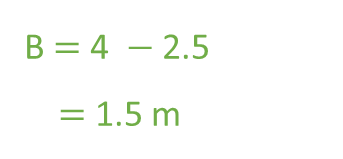 B = 4 − 2.5
= 1.5 m